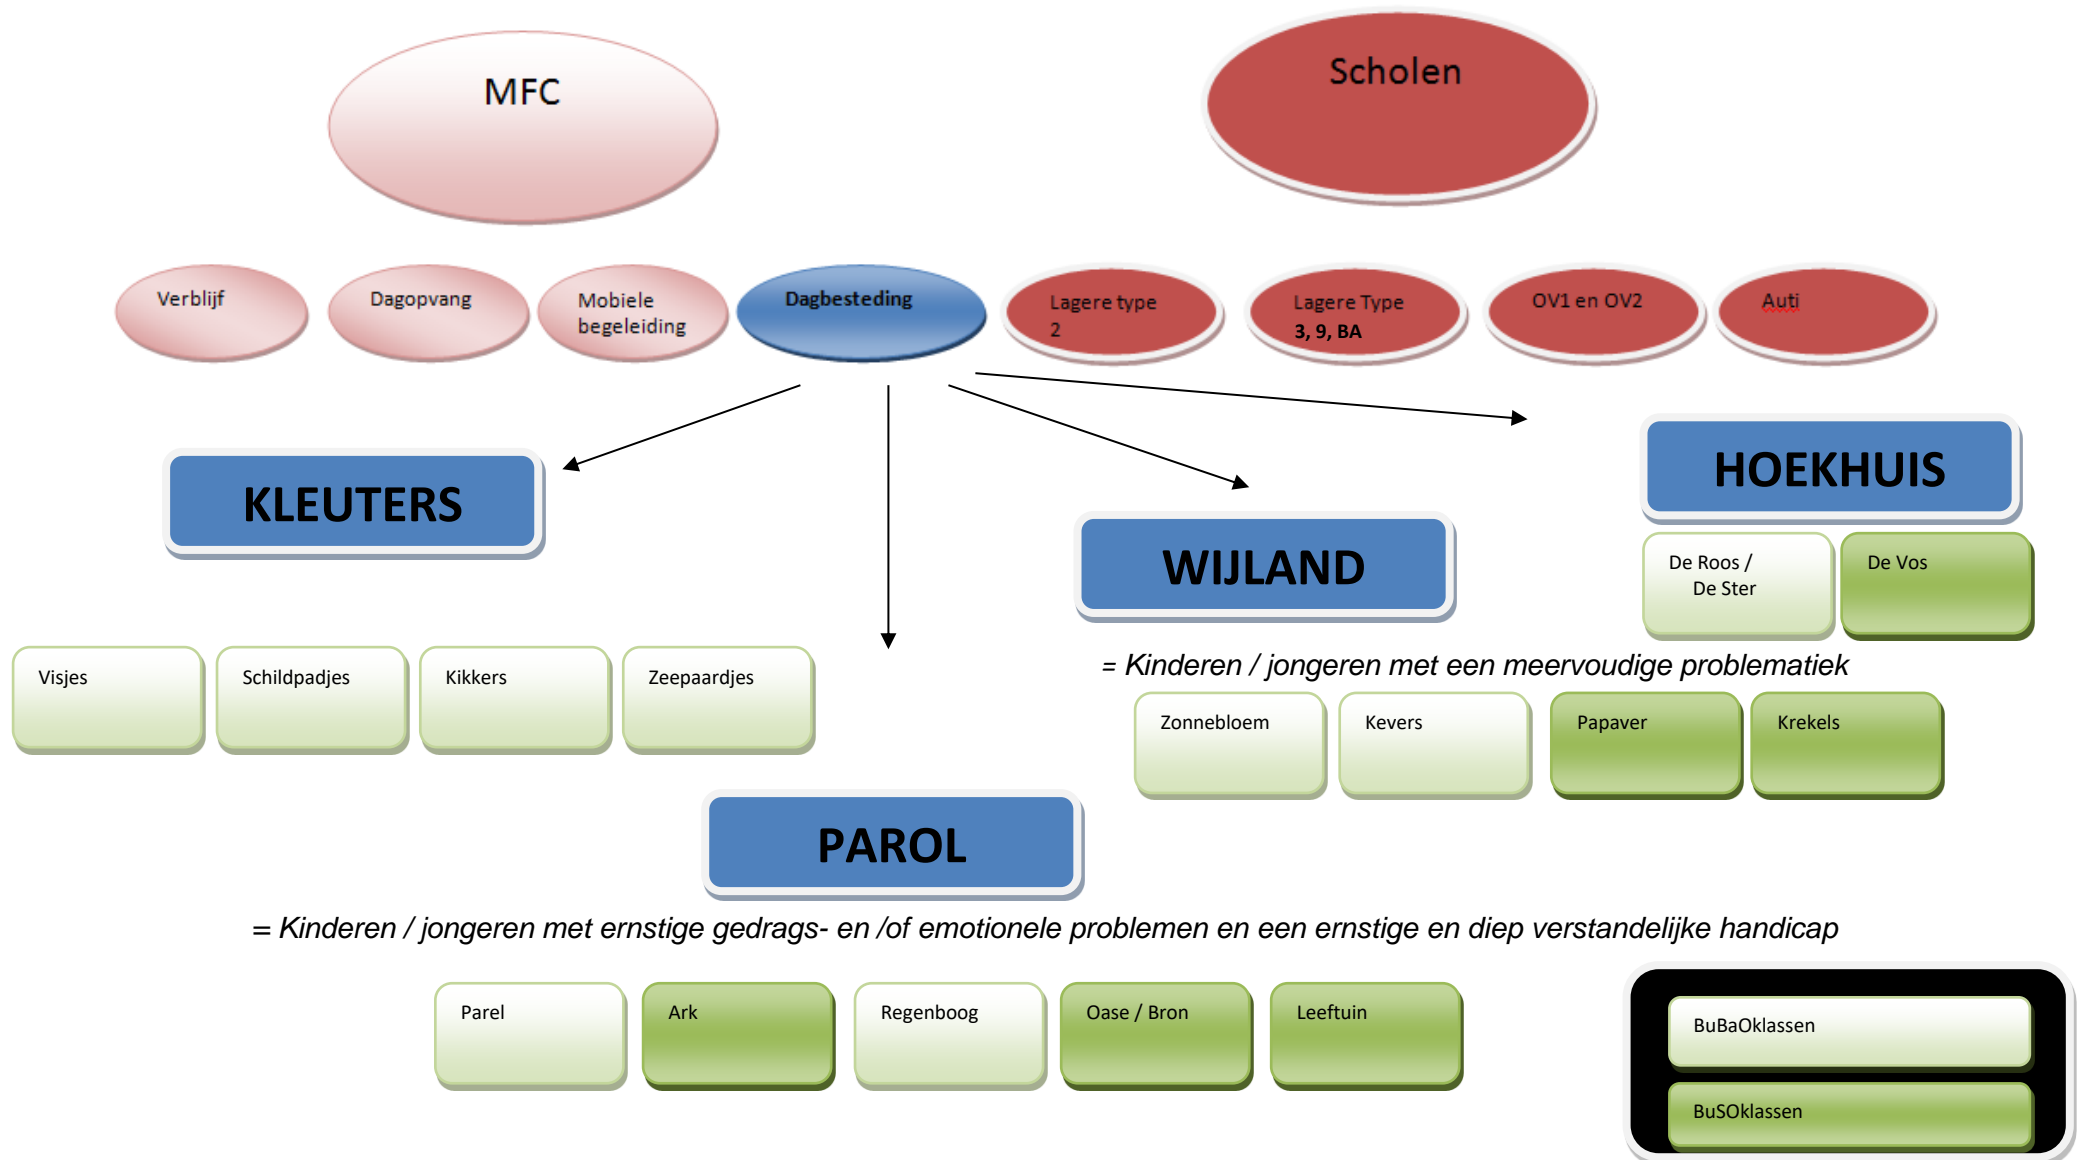 MFC
Scholen
Verblijf
Dagopvang
Mobiele
begeleiding
Dagbesteding
Lagere type
2
Lagere Type
3, 9, BA
OV1 en OV2
Auti
KLEUTERS
WIJLAND
HOEKHUIS
De Roos /
De Ster
De Vos
Visjes
Schildpadjes
Kikkers
Zeepaardjes
= Kinderen / jongeren met een meervoudige problematiek
Zonnebloem
Kevers
Papaver
Krekels
PAROL
= Kinderen / jongeren met ernstige gedrags- en /of emotionele problemen en een ernstige en diep verstandelijke handicap
Parel
Ark
Regenboog
Oase / Bron
Leeftuin
BuBaOklassen
BuSOklassen